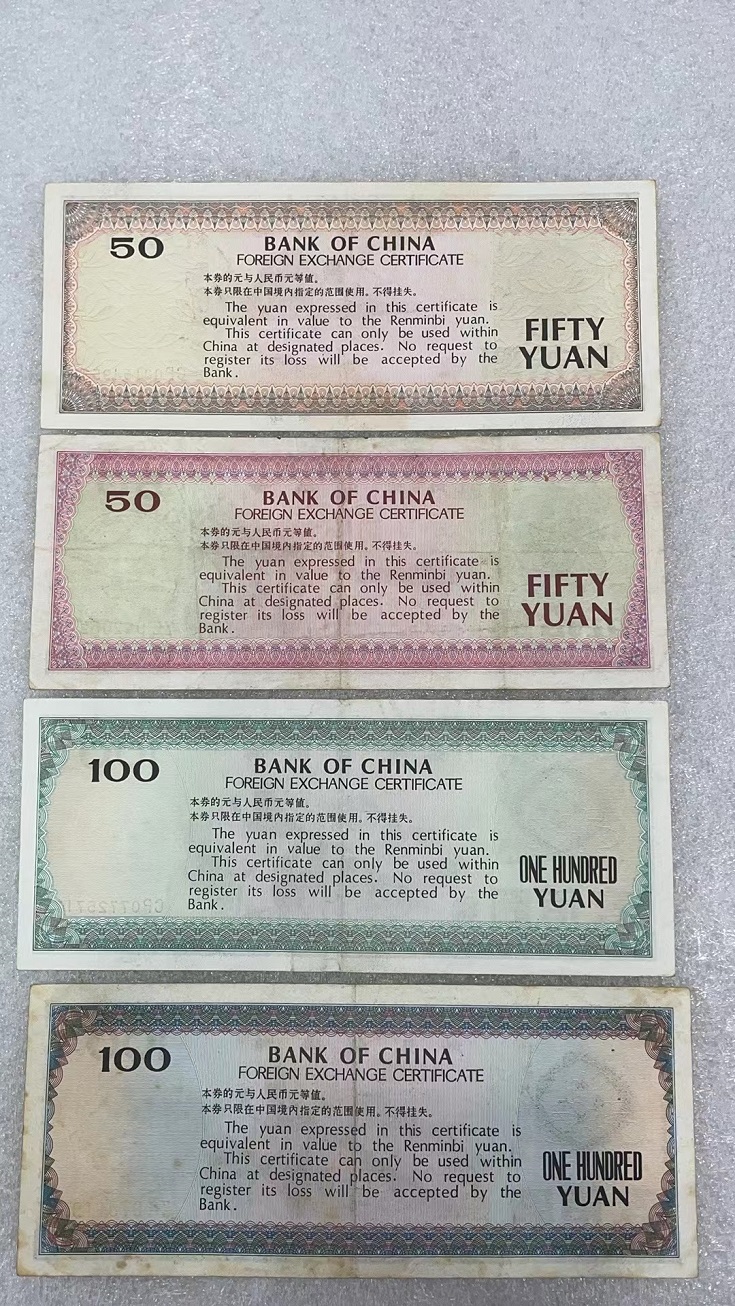 50
BANK OF CHINA
FOREIGN EXCHANGE CERTIFICATE
本券的元与人民币元等值。
本券只限在中国境内指定的范围使用。不得挂失。
The yuan expressed in this certificate is
equivalent in value to the Renminbi yuan.
This certificate can only be used within
China at designated places. No request to
register its loss will be accepted by the
Bank.
FIFTY
YUAN
50
BANK OF CHINA
FOREIGN EXCHANGE CERTIFICATE
本券的元与人民币元等值。
本券只限在中国境内指定的范围使用。不得挂失。
The yuan expressed in this certificate is
equivalent in value to the Renminbi yuan.
This certificate can only be used within
China at designated places. No request to
register its loss will be accepted by the
Bank.
FIFTY
YUAN
100
BANK OF CHINA
FOREIGN EXCHANGE CERTIFICATE
本券的元与人民币元等值。
本券只限在中国境内指定的范围使用。不得挂失。
The yuan expressed in this certificate is
equivalent in value to the Renminbi yuan.
This certificate can only be used within
China at designated places. No request to
register its loss will be accepted by the
Bank.
ONE HUNDRED
YUAN
100
BANK OF CHINA
FOREIGN EXCHANGE CERTIFICATE
本券的元与人民币元等值。
本券只限在中国境内指定的范围使用。不得挂失。
The yuan expressed in this certificate is
equivalent in value to the Renminbi yuan.
This certificate can only be used within
China at designated places. No request to
register its loss will be accepted by the
Bank.
ONE HUNDRED
YUAN